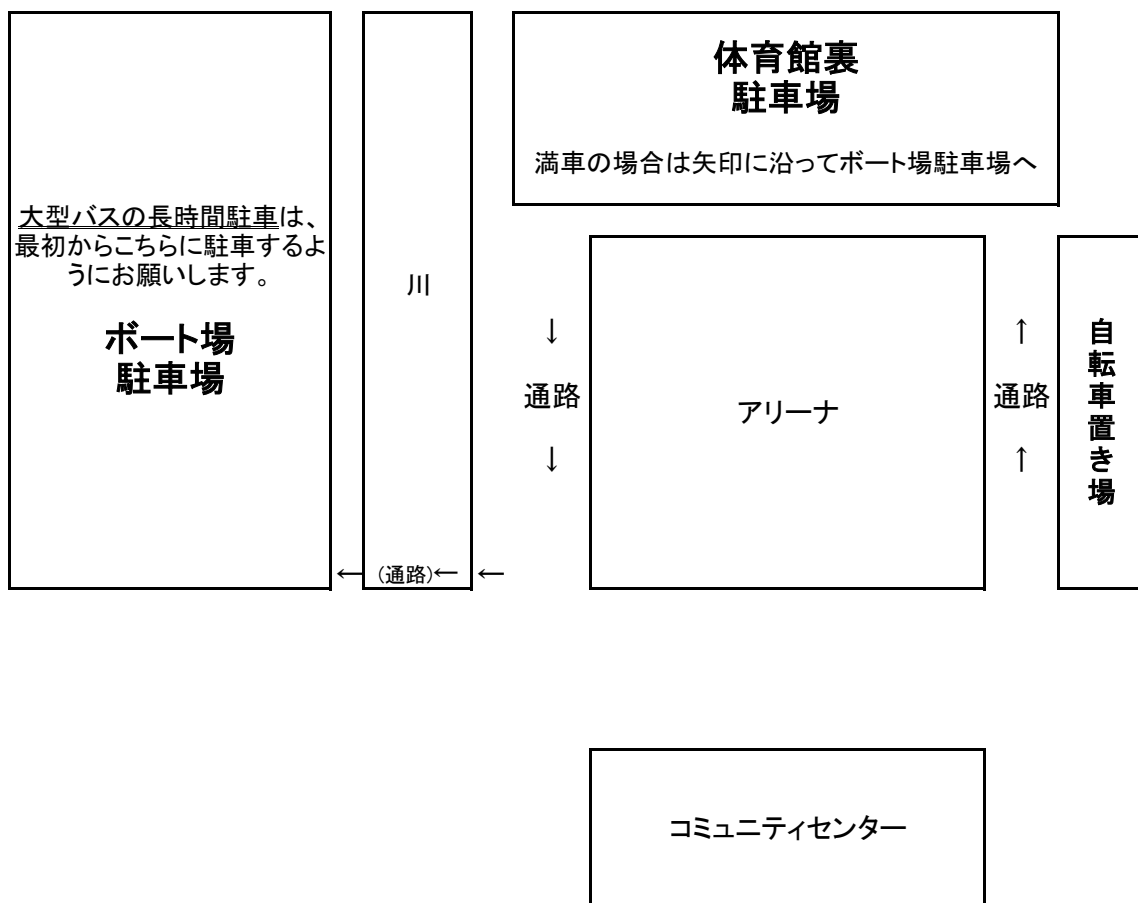 体育館裏
駐車場
満車の場合は矢印に沿ってボート場駐車場へ
大型バスの長時間駐車は、
最初からこちらに駐車するよ
うにお願いします。
ボート場
駐車場
川
↓
通路
↓
アリーナ
↑
通路
↑
自転車置き場
← (通路)← ←
コミュニティセンター